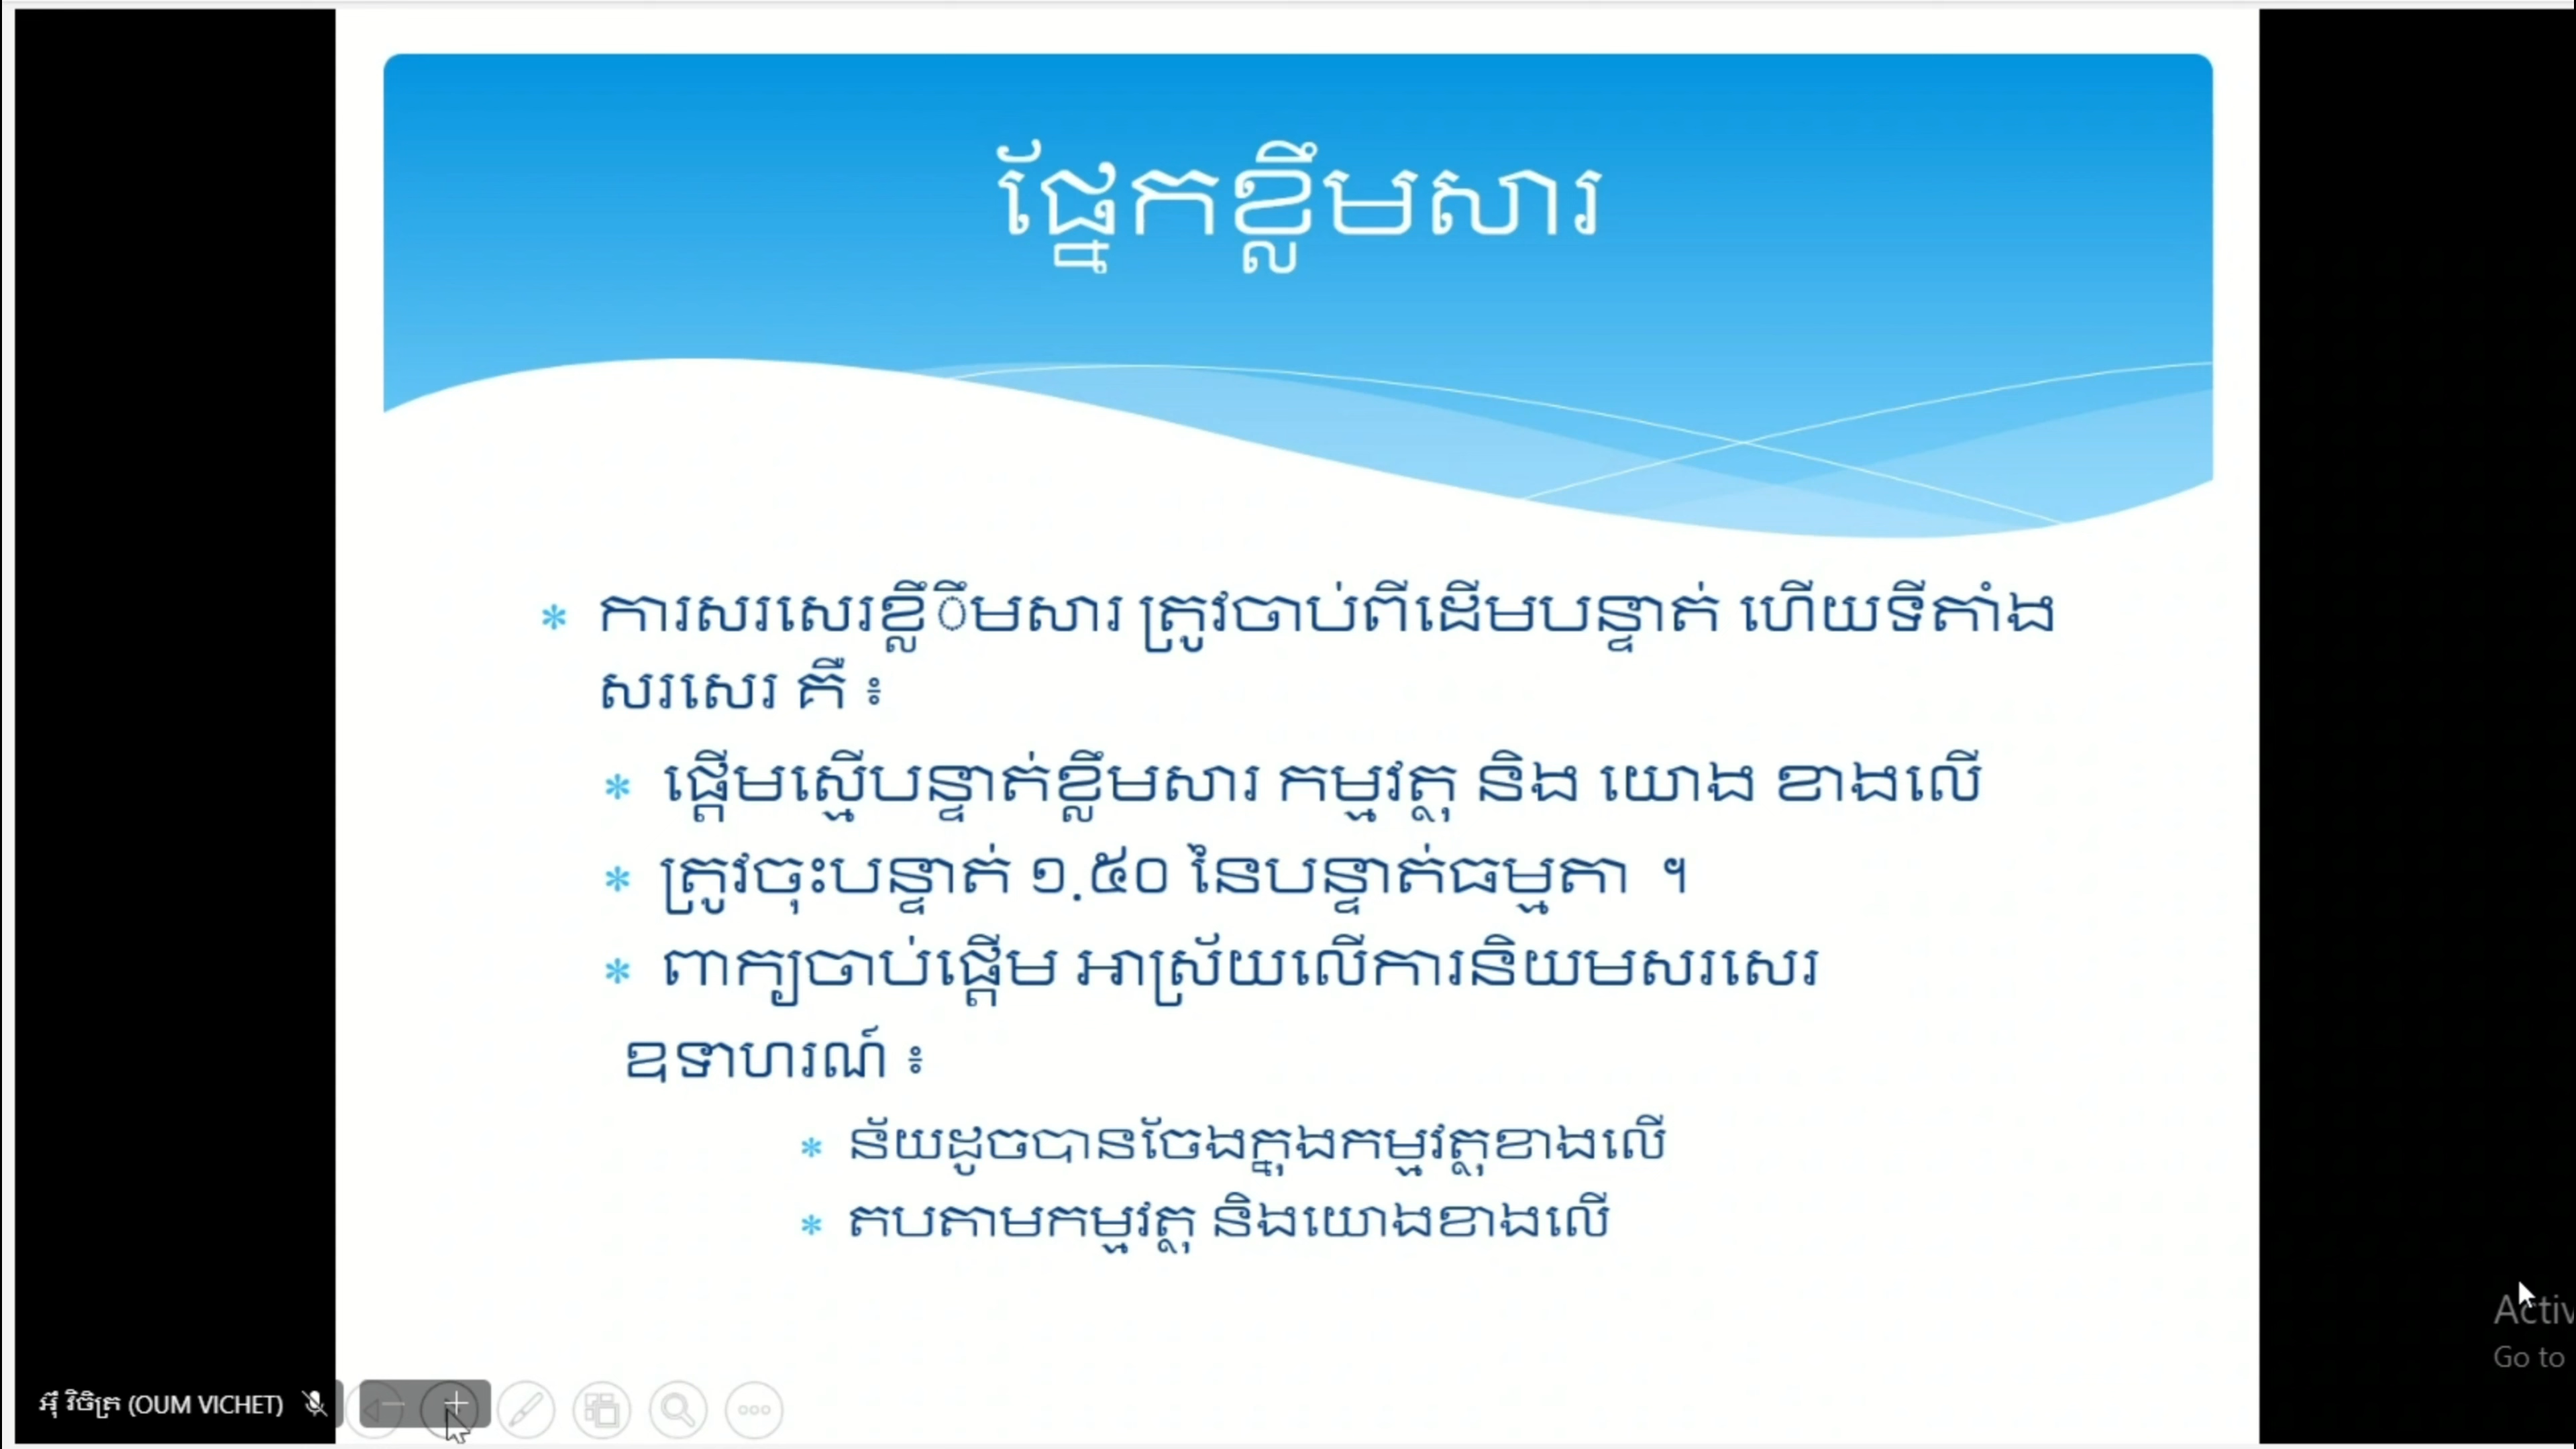 ផ្នែកខ្លឹមសារ
ការសរសេរខ្លឹឹមសារ ត្រូវចាប់ពីដើមបន្ទាត់ ហើយទីតាំង
សរសេរ គឺ ៖
ផ្ដើមស្មើបន្ទាត់ខ្លឹមសារ កម្មវត្ថុ និង យោង ខាងលើ
ត្រូវចុះបន្ទាត់ ១.៥០ នៃបន្ទាត់ធម្មតា ។
ពាក្យចាប់ផ្ដើម អាស្រ័យលើការនិយមសរសេរ
ឧទាហរណ៍ ៖
ន័យដូចបានចែងក្នុងកម្មវត្ថុខាងលើ
តបតាមកម្មវត្ថុ និងយោងខាងលើ
Activ
Go to
អ៊ុំ វិចិត្រ (OUM VICHET)